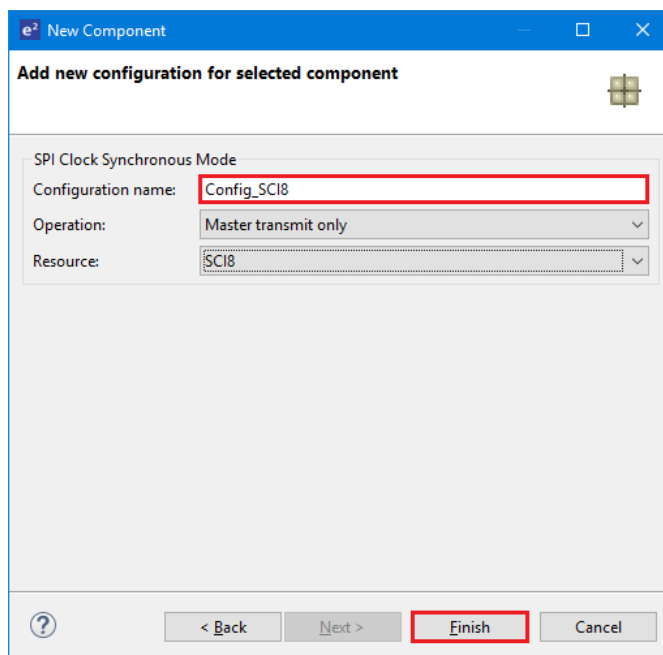 e² New Component
Add new configuration for selected component
SPI Clock Synchronous Mode
Configuration name: Config_SCI8
Operation: Master transmit only
Resource: SCI8
? < Back Next > Finish Cancel